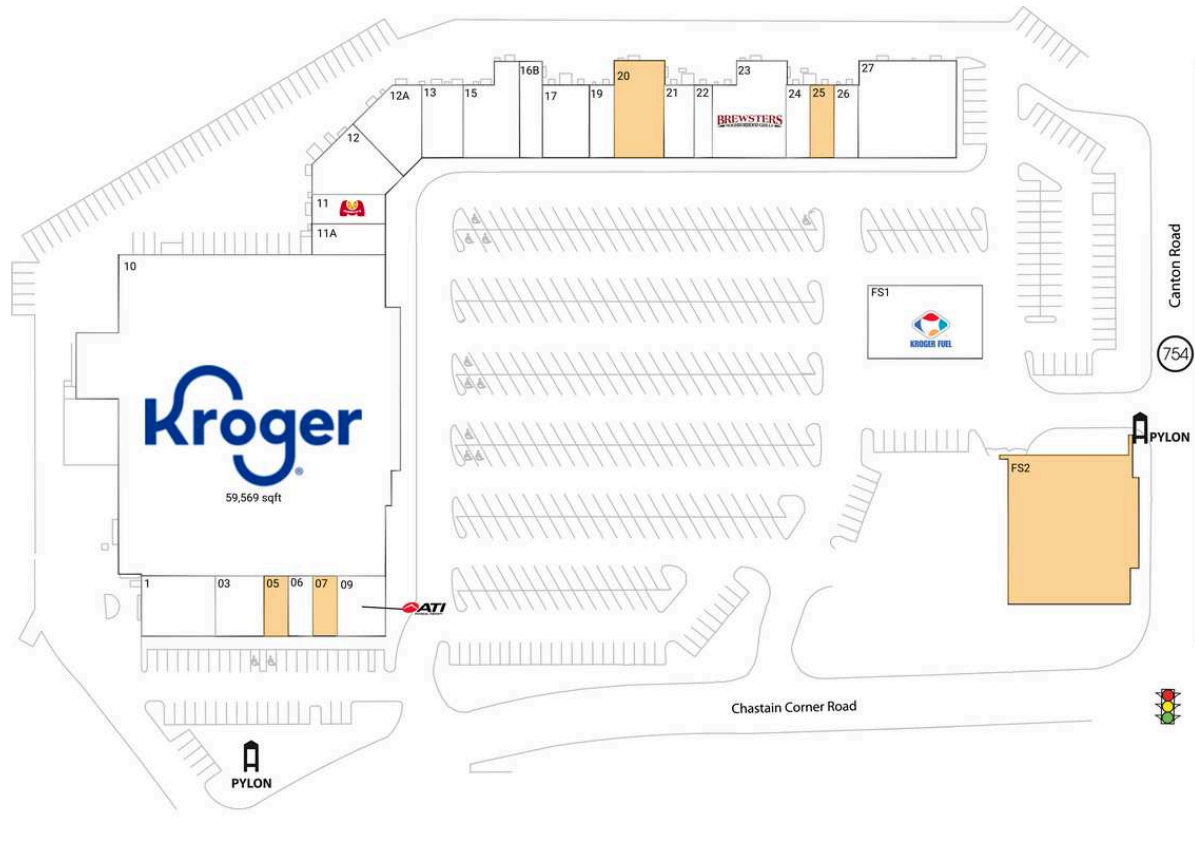 16B
20
23
27
12A
13
15
17
19
21
22
24
25
26
BREWSTERS
12
11
11A
10
Kroger
®
59,569 sqft
FS1
KROGER FUEL
Canton Road
754
PYLON
FS2
1
03
05
06
07
09
ATI
Chastain Corner Road
PYLON